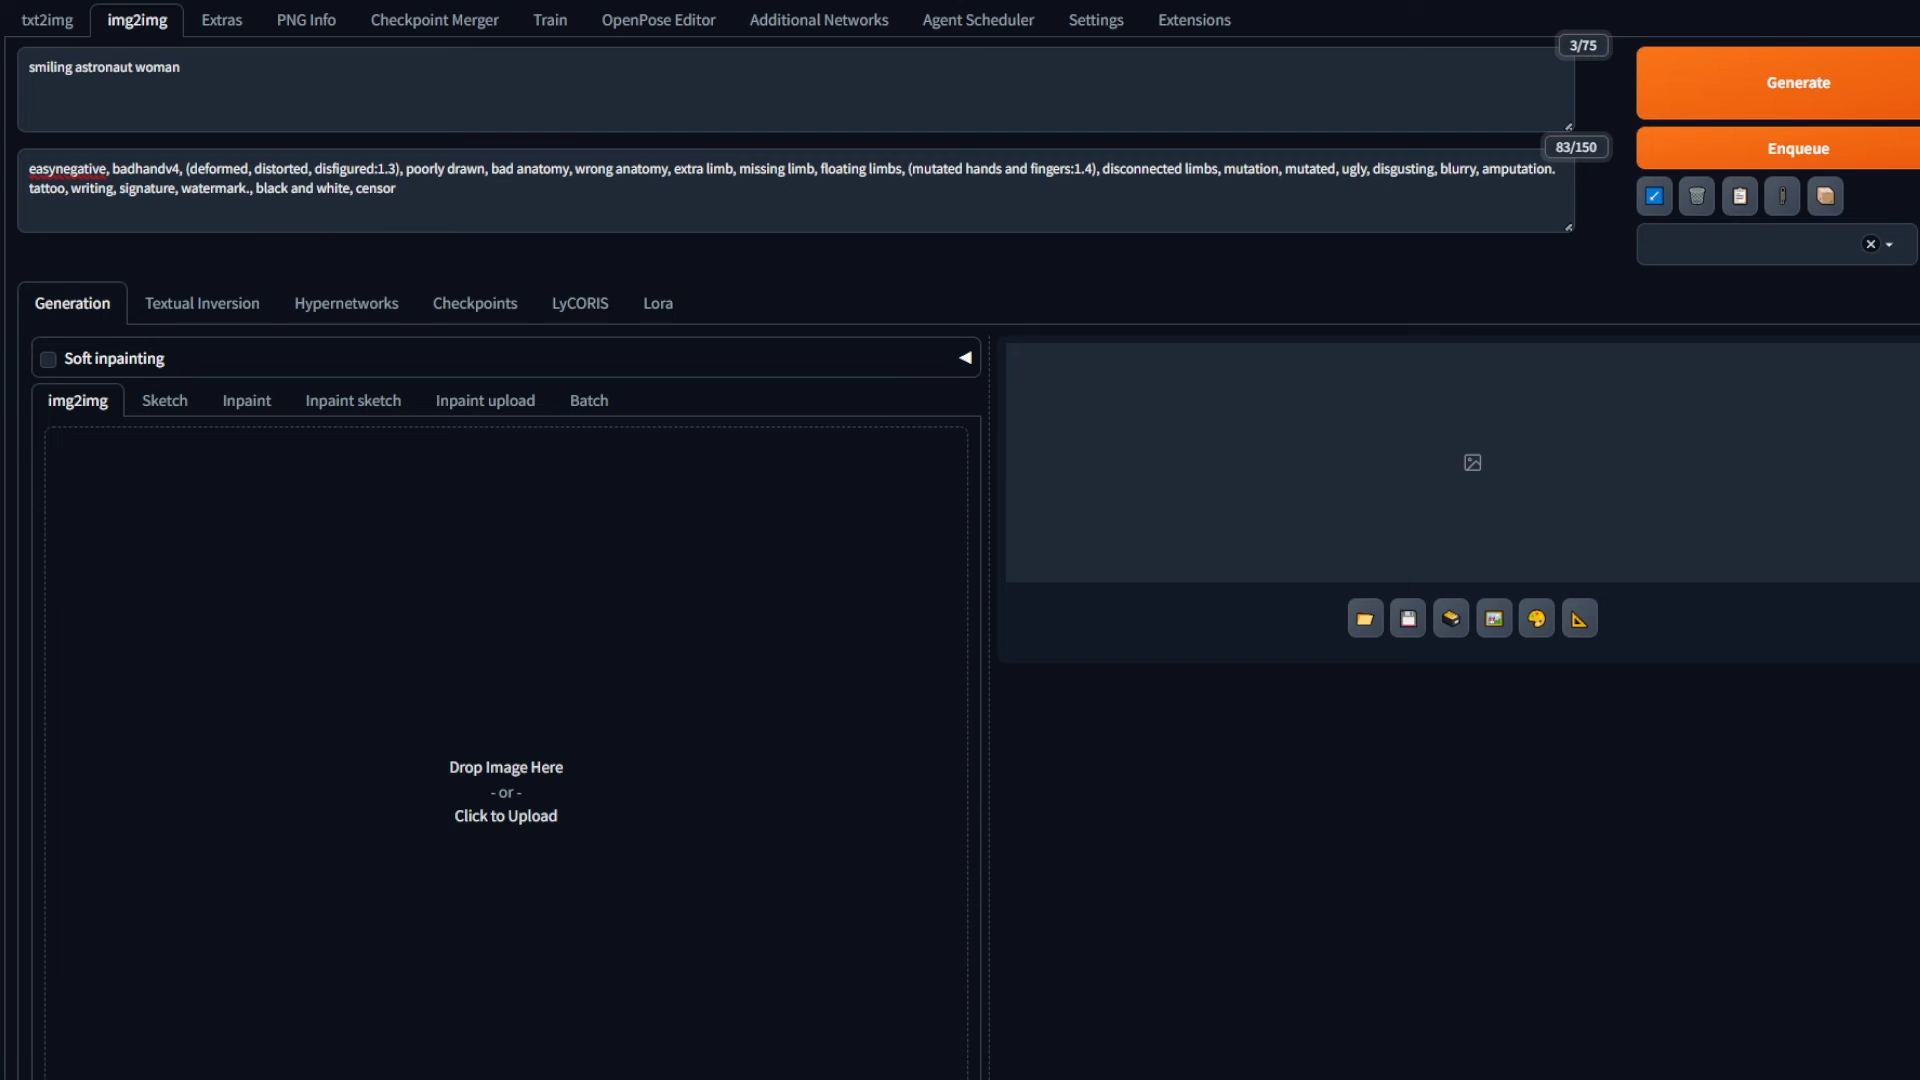 txt2img img2img Extras PNG Info Checkpoint Merger Train OpenPose Editor Additional Networks Agent Scheduler Settings Extensions
3/75
smiling astronaut woman
Generate
83/150
Enqueue
easynegative, badhandv4, (deformed, distorted, disfigured:1.3), poorly drawn, bad anatomy, wrong anatomy, extra limb, missing limb, floating limbs, (mutated hands and fingers:1.4), disconnected limbs, mutation, mutated, ugly, disgusting, blurry, amputation.
tattoo, writing, signature, watermark., black and white, censor
Generation Textual Inversion Hypernetworks Checkpoints LyCORIS Lora
Soft inpainting
img2img Sketch Inpaint Inpaint sketch Inpaint upload Batch
Drop Image Here
- or -
Click to Upload